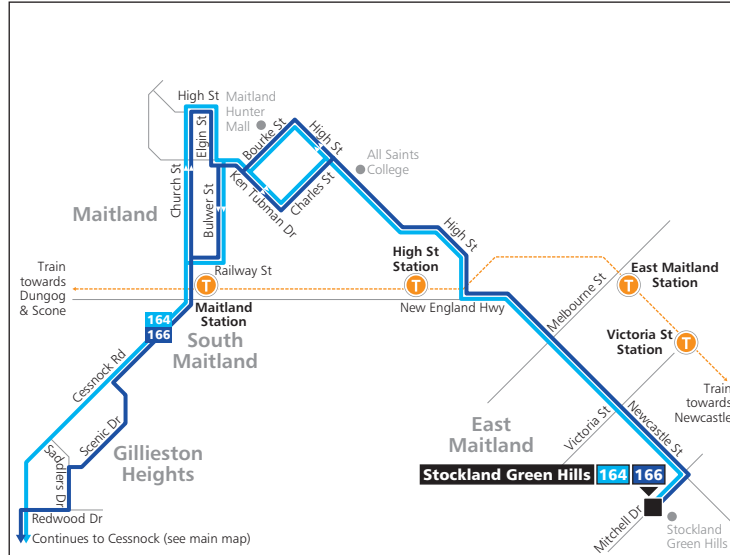 High St
Maitland
Hunter
Mall
Elgin St
Bourke St
High St
All Saints
College
Church St
Ken Tubman Dr
Charles St
Bulwer St
Maitland
High St
High St
Station
Train
towards
Dungog
& Scone
Railway St
T
T
T
East Maitland
Station
Melbourne St
Maitland
Station
New England Hwy
164
166
South
Maitland
Victoria St
Station
T
Cessnock Rd
Train
towards
Newcastle
Scenic Dr
Gillieston
Heights
Saddlers Dr
East
Maitland
Victoria St
Newcastle St
Stockland Green Hills 164 166
Redwood Dr
Mitchell Dr
Stockland
Green Hills
Continues to Cessnock (see main map)